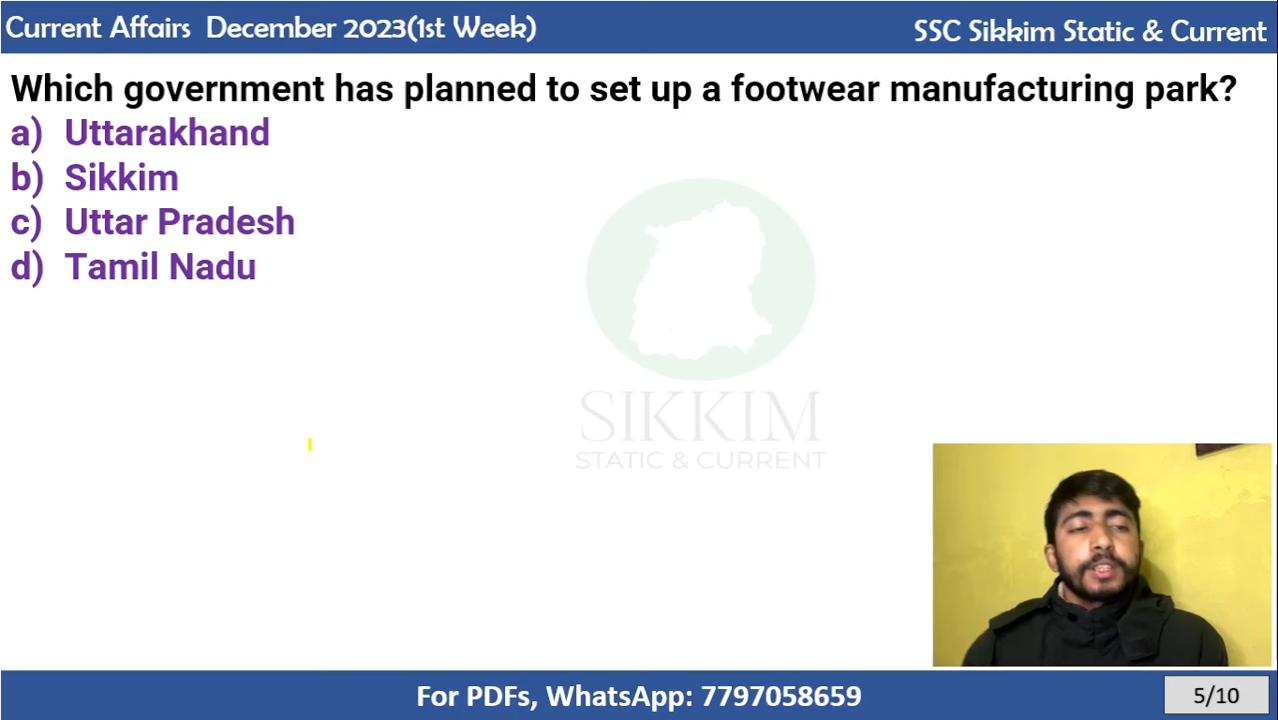 Current Affairs December 2023(1st Week)
SSC Sikkim Static & Current
Which government has planned to set up a footwear manufacturing park?
a) Uttarakhand
b) Sikkim
c) Uttar Pradesh
d) Tamil Nadu
SIKKIM
STATIC & CURRENT
For PDFs, WhatsApp: 7797058659
5/10